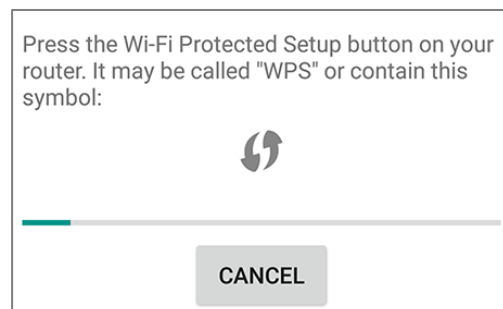 Press the Wi-Fi Protected Setup button on your
router. It may be called "WPS" or contain this
symbol:
CANCEL